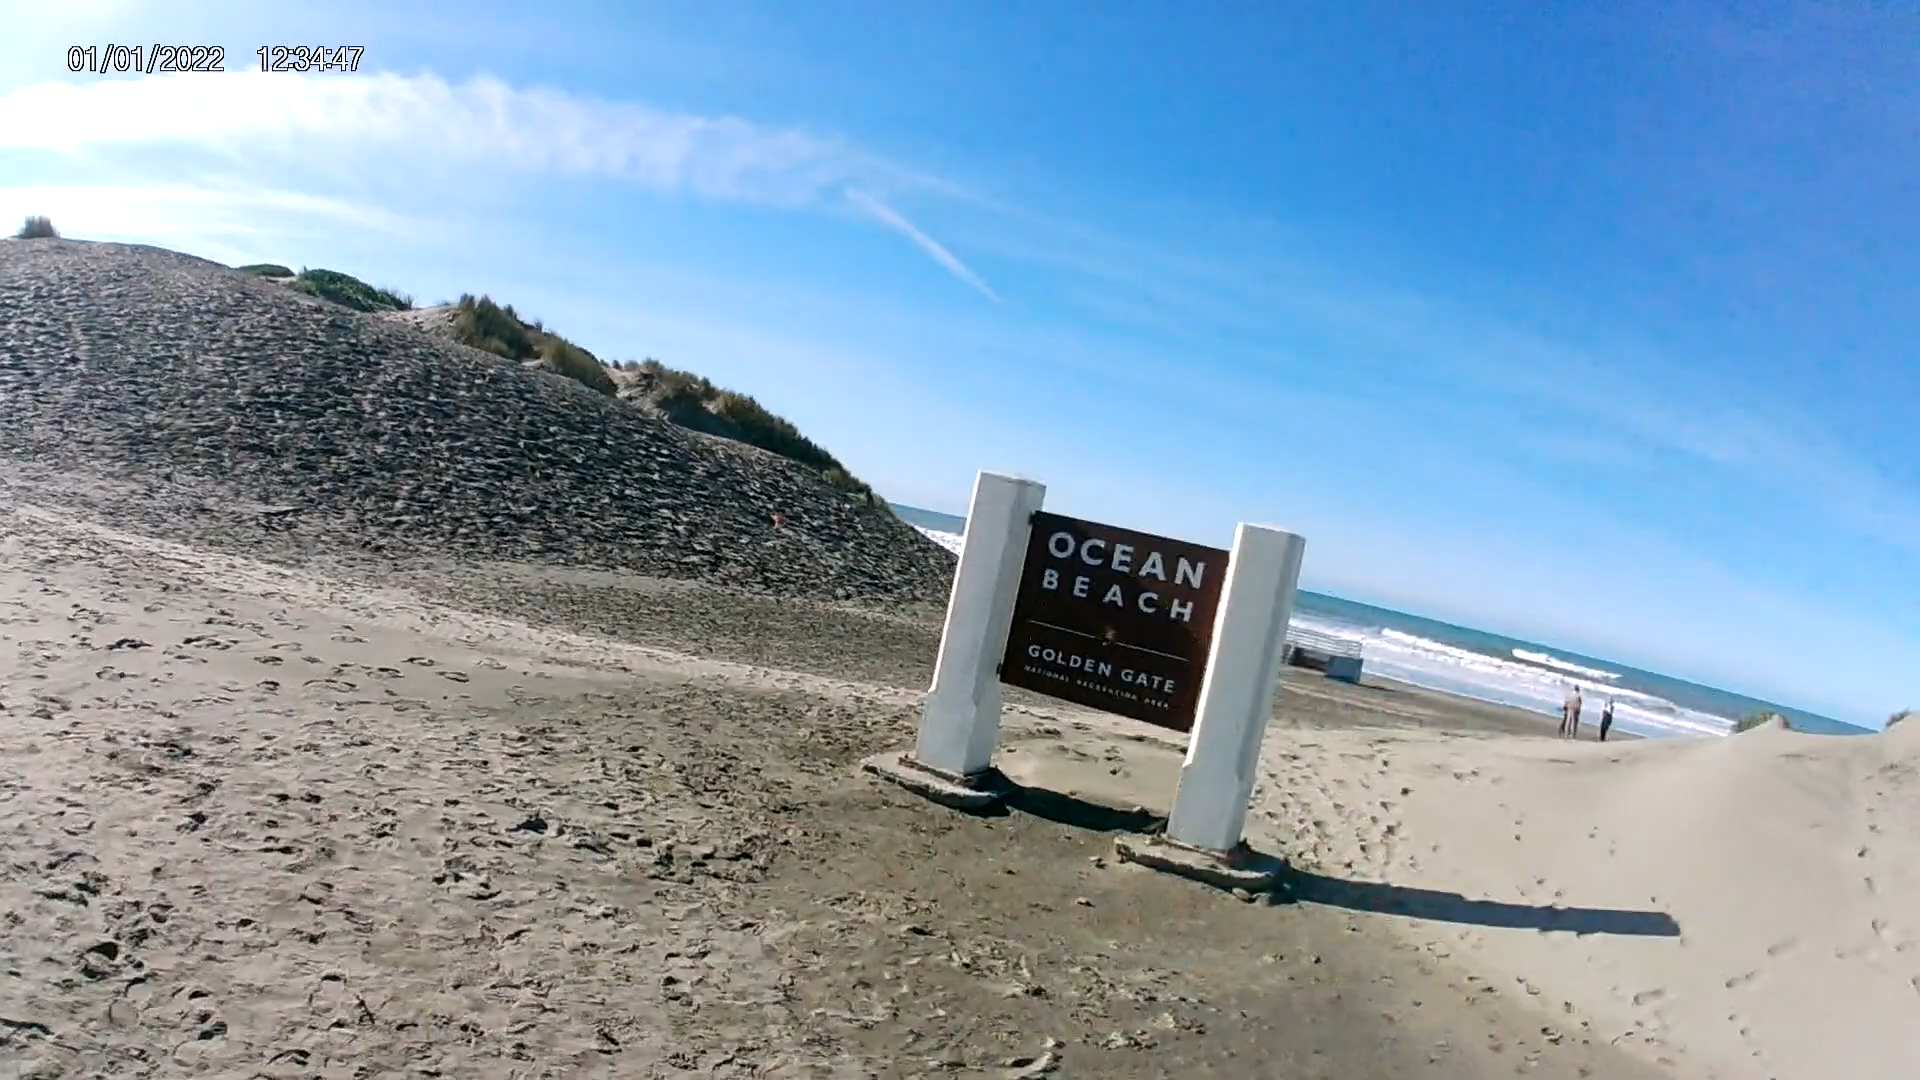 01/01/2022 12:34:47
OCEAN
BEACH
GOLDEN GATE
NATIONAL RECREATION AREA